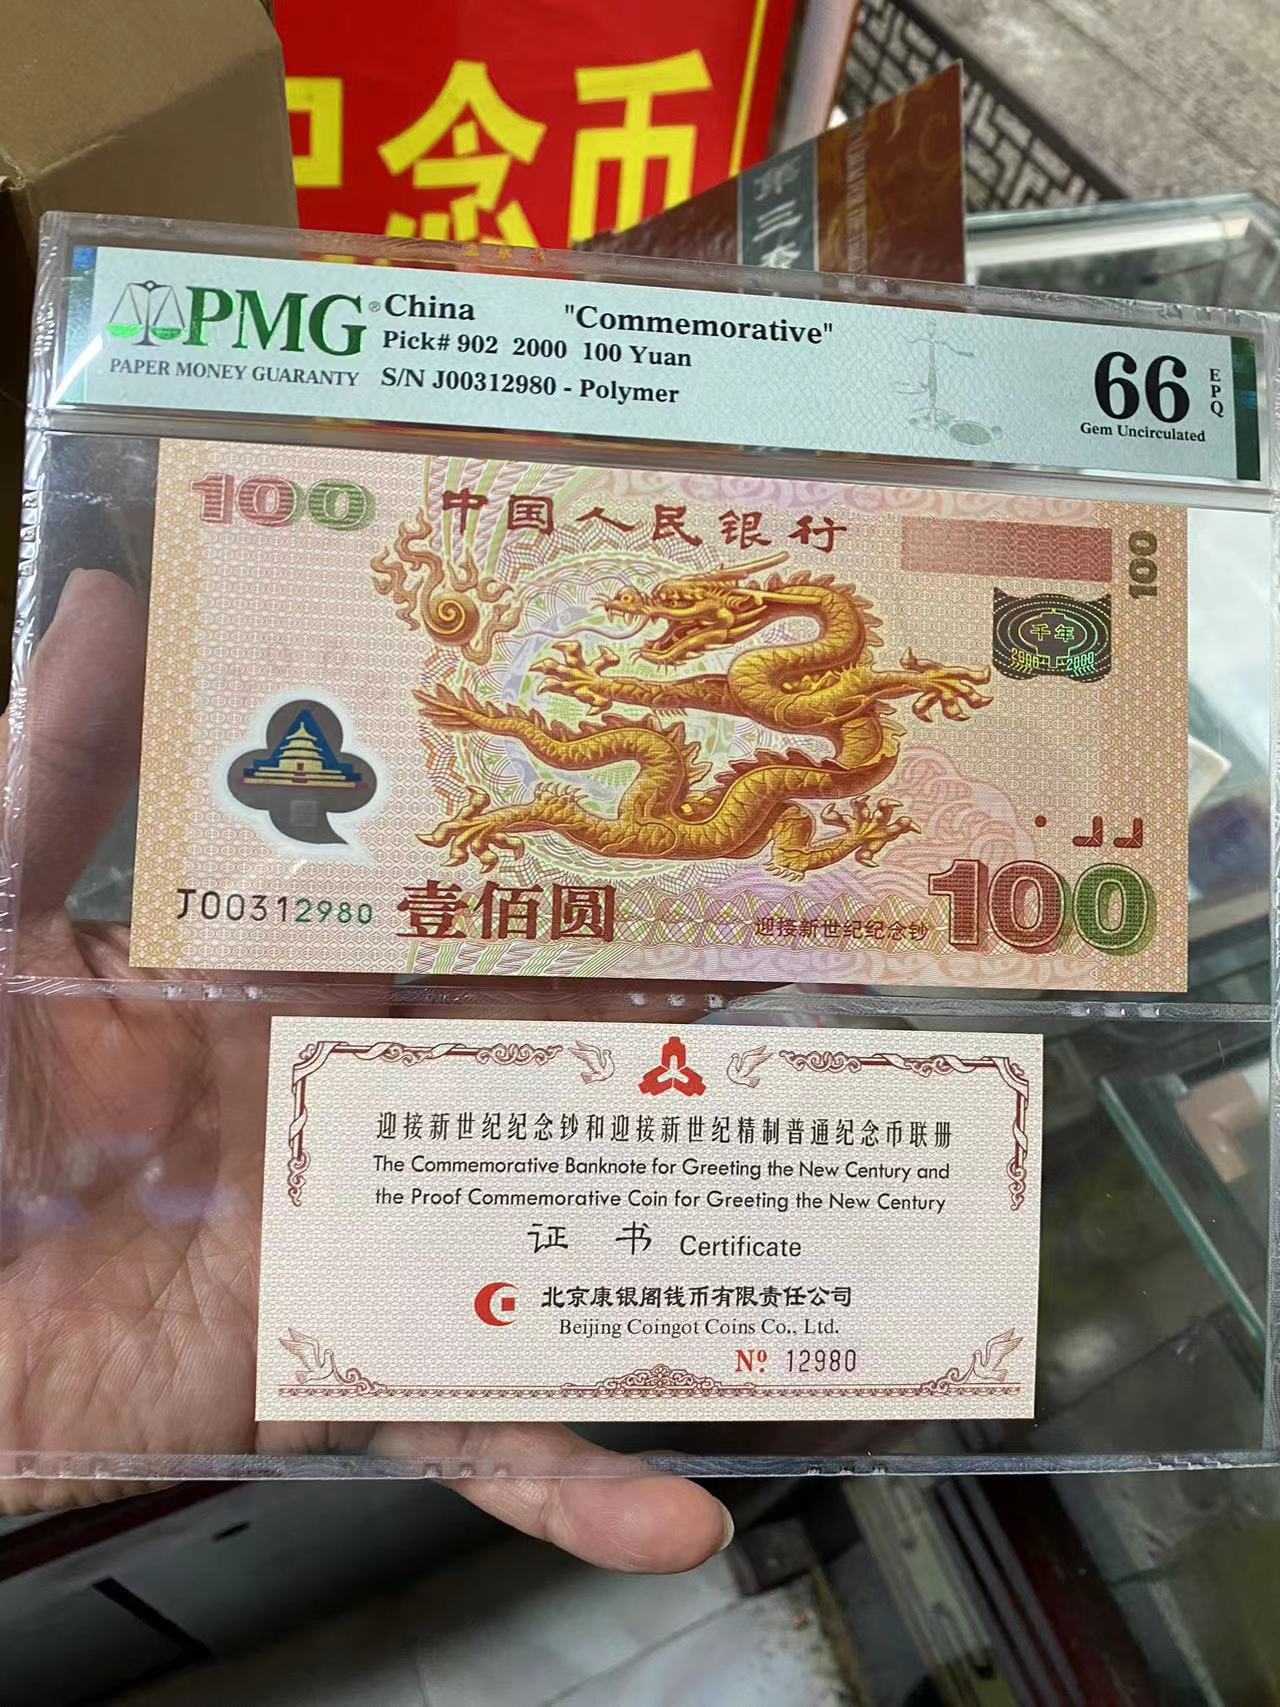 纪念币
第三套
PMG® China "Commemorative"
PAPER MONEY GUARANTY
Pick# 902 2000 100 Yuan
S/N J00312980 - Polymer
66 EPQ
Gem Uncirculated
100
中国人民银行
100
千年
2000
J00312980
壹佰圆
迎接新世纪纪念钞
100
迎接新世纪纪念钞和迎接新世纪精制普通纪念币联册
The Commemorative Banknote for Greeting the New Century and
the Proof Commemorative Coin for Greeting the New Century
证 书 Certificate
北京康银阁钱币有限责任公司
Beijing Coingot Coins Co., Ltd.
Nº. 12980